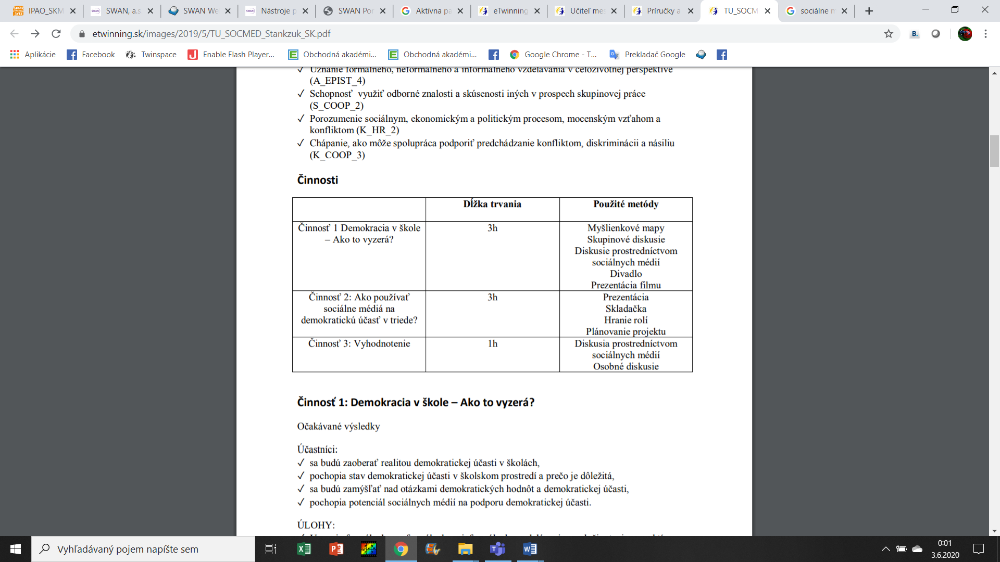 IPAO_SKM
SWAN, a.s
SWAN We
Nástroje p
SWAN Por
Aktívna pa
eTwinning
Učiteľ me
Príručky a
TU_SOCM
sociálne m
etwinning.sk/images/2019/5/TU_SOCMED_Stankzuk_SK.pdf
B.
Aplikácie
Facebook
Twinspace
Enable Flash Player...
Obchodná akadémi...
Obchodná akadémi...
Google Chrome - T...
Prekladač Google
Uznanie formálneho, neformálneho a informálneho vzdelávania v celoživotnej perspektíve
(A_EPIST_4)
✓ Schopnosť využiť odborné znalosti a skúsenosti iných v prospech skupinovej práce
(S_COOP_2)
✓ Porozumenie sociálnym, ekonomickým a politickým procesom, mocenským vzťahom a
konfliktom (K_HR_2)
✓ Chápanie, ako môže spolupráca podporiť predchádzanie konfliktom, diskriminácii a násiliu
(K_COOP_3)
Činnosti
Dĺžka trvania
Použité metódy
Činnosť 1 Demokracia v škole
– Ako to vyzerá?
3h
Myšlienkové mapy
Skupinové diskusie
Diskusie prostredníctvom
sociálnych médií
Divadlo
Prezentácia filmu
Činnosť 2: Ako používať
sociálne médiá na
demokratickú účasť v triede?
3h
Prezentácia
Skladačka
Hranie rolí
Plánovanie projektu
Činnosť 3: Vyhodnotenie
1h
Diskusia prostredníctvom
sociálnych médií
Osobné diskusie
Činnosť 1: Demokracia v škole – Ako to vyzerá?
Očakávané výsledky
Účastníci:
✓ sa budú zaoberať realitou demokratickej účasti v školách,
✓ pochopia stav demokratickej účasti v školskom prostredí a prečo je dôležitá,
✓ sa budú zamýšľať nad otázkami demokratických hodnôt a demokratickej účasti,
✓ pochopia potenciál sociálnych médií na podporu demokratickej účasti.
ÚLOHY:
Vyhľadávaný pojem napíšte sem
0:01
3.6.2020